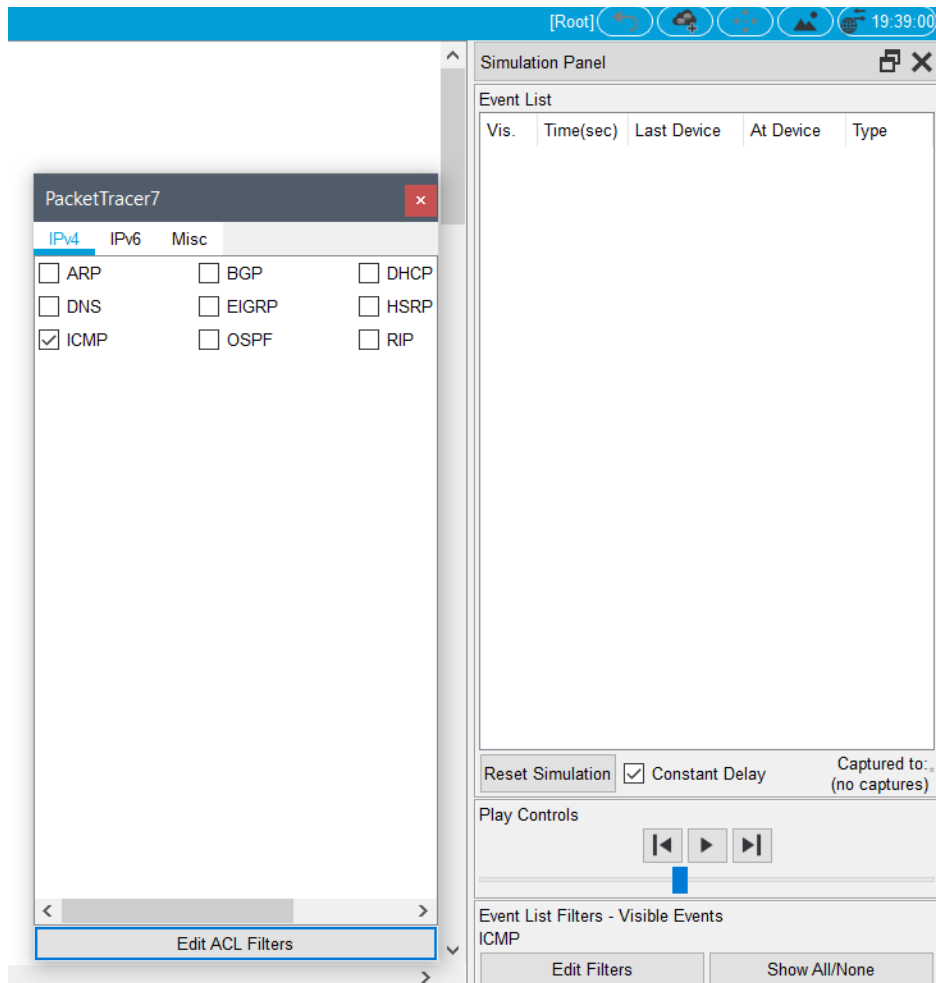 [Root] 19:39:00
Simulation Panel
Event List
Vis. Time(sec) Last Device At Device Type
PacketTracer7
IPv4 IPv6 Misc
ARP BGP DHCP
DNS EIGRP HSRP
ICMP OSPF RIP
Edit ACL Filters
Reset Simulation Constant Delay Captured to:*
(no captures)
Play Controls
Event List Filters - Visible Events
ICMP
Edit Filters Show All/None